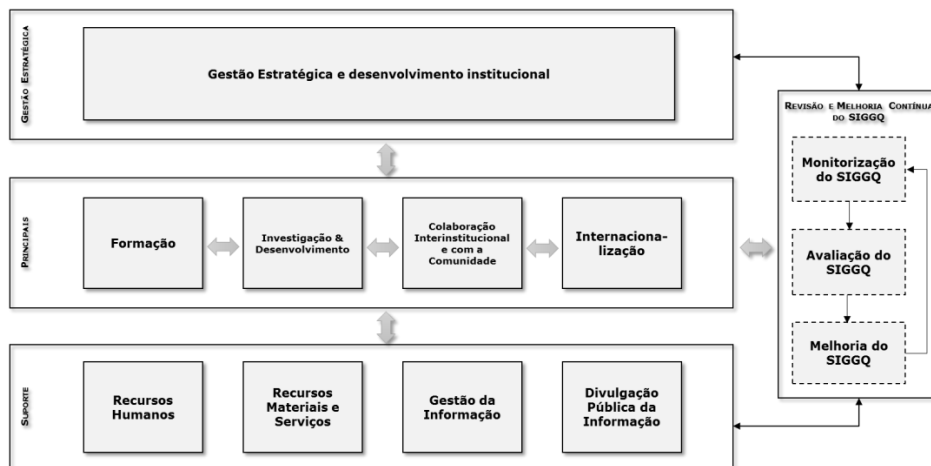 GESTÃO ESTRATÉGICA
Gestão Estratégica e desenvolvimento institucional
PRINCIPAIS
Formação
Investigação &
Desenvolvimento
Colaboração
Interinstitucional
e com a
Comunidade
Internaciona-
lização
SUPORTE
Recursos
Humanos
Recursos
Materiais e
Serviços
Gestão da
Informação
Divulgação
Pública da
Informação
REVISÃO E MELHORIA CONTÍNUA
DO SIGGQ
Monitorização
do SIGGQ
Avaliação do
SIGGQ
Melhoria do
SIGGQ